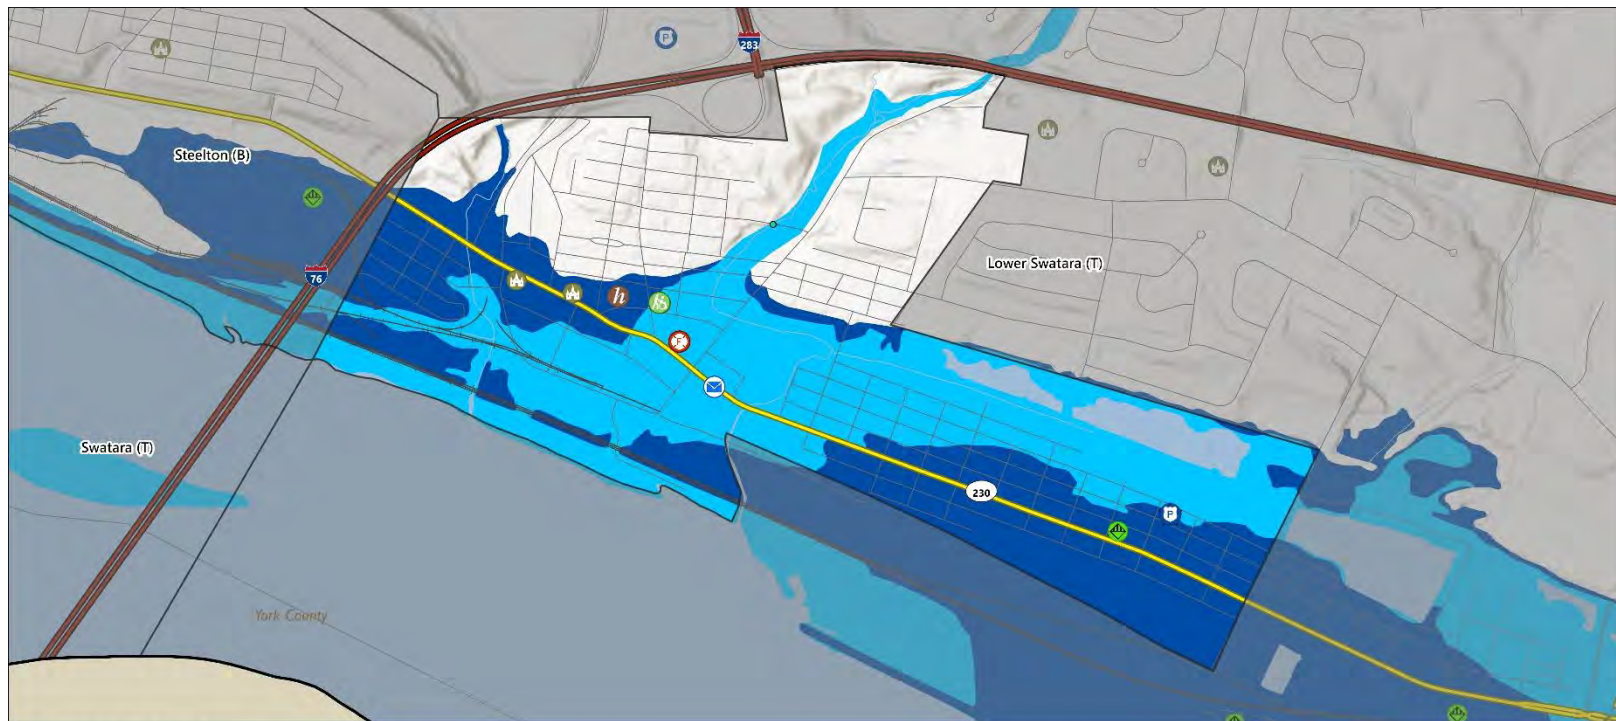 283
P
Steelton (B)
76
Lower Swatara (T)
h
F
Swatara (T)
230
P
York County